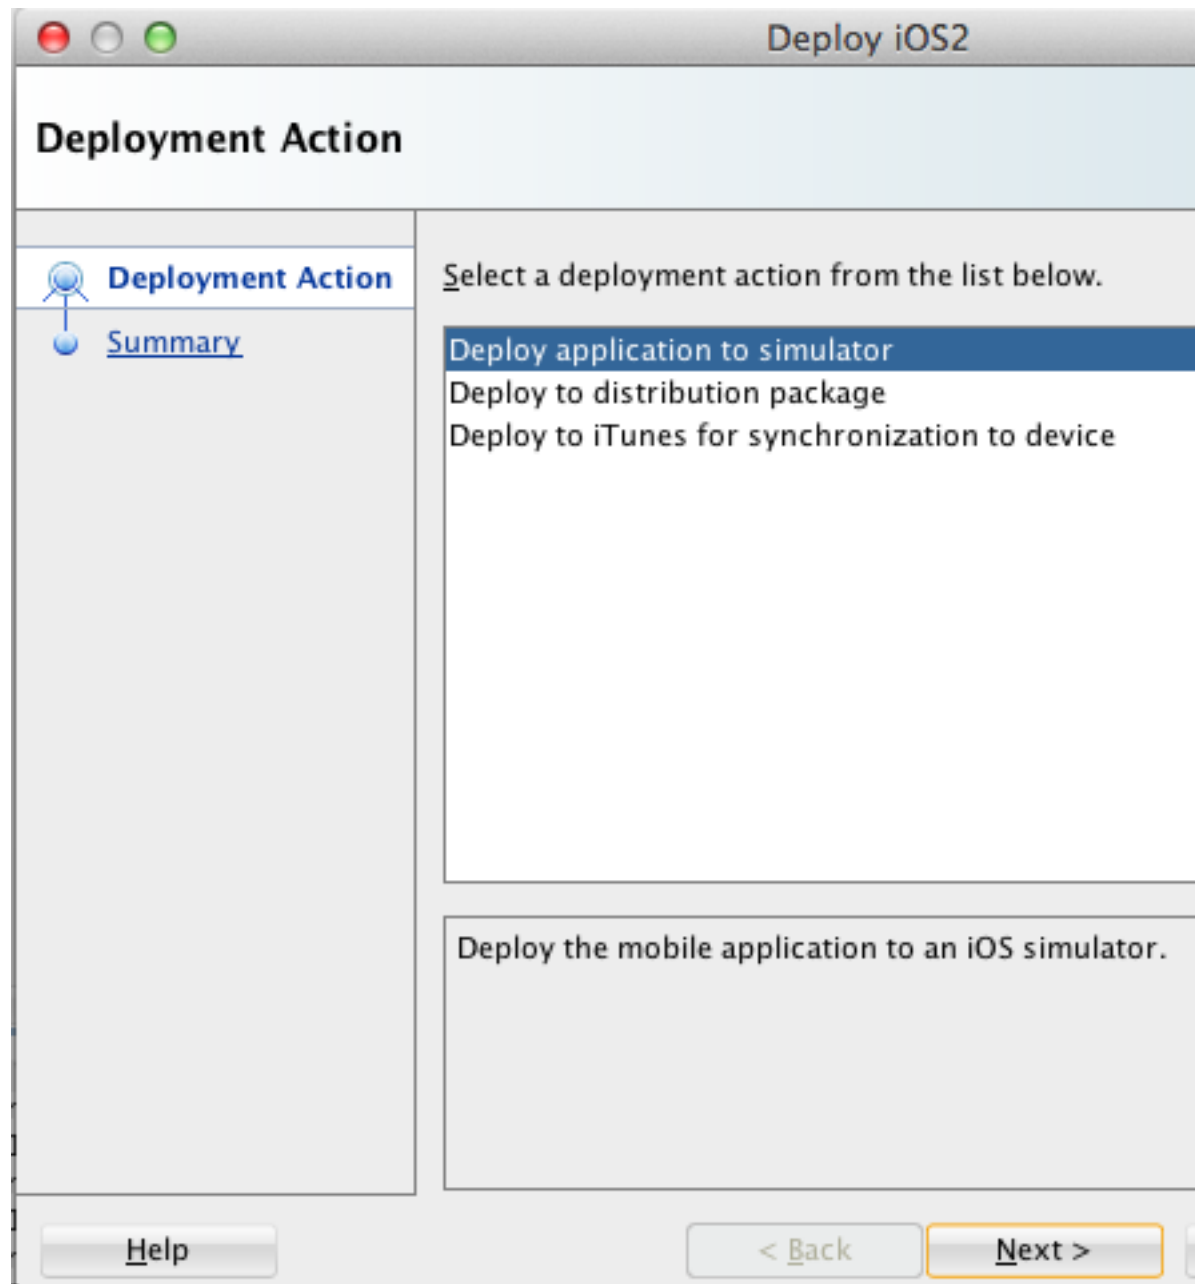 Deploy iOS2
Deployment Action
Deployment Action
Summary
Select a deployment action from the list below.
Deploy application to simulator
Deploy to distribution package
Deploy to iTunes for synchronization to device
Deploy the mobile application to an iOS simulator.
Help
< Back
Next >